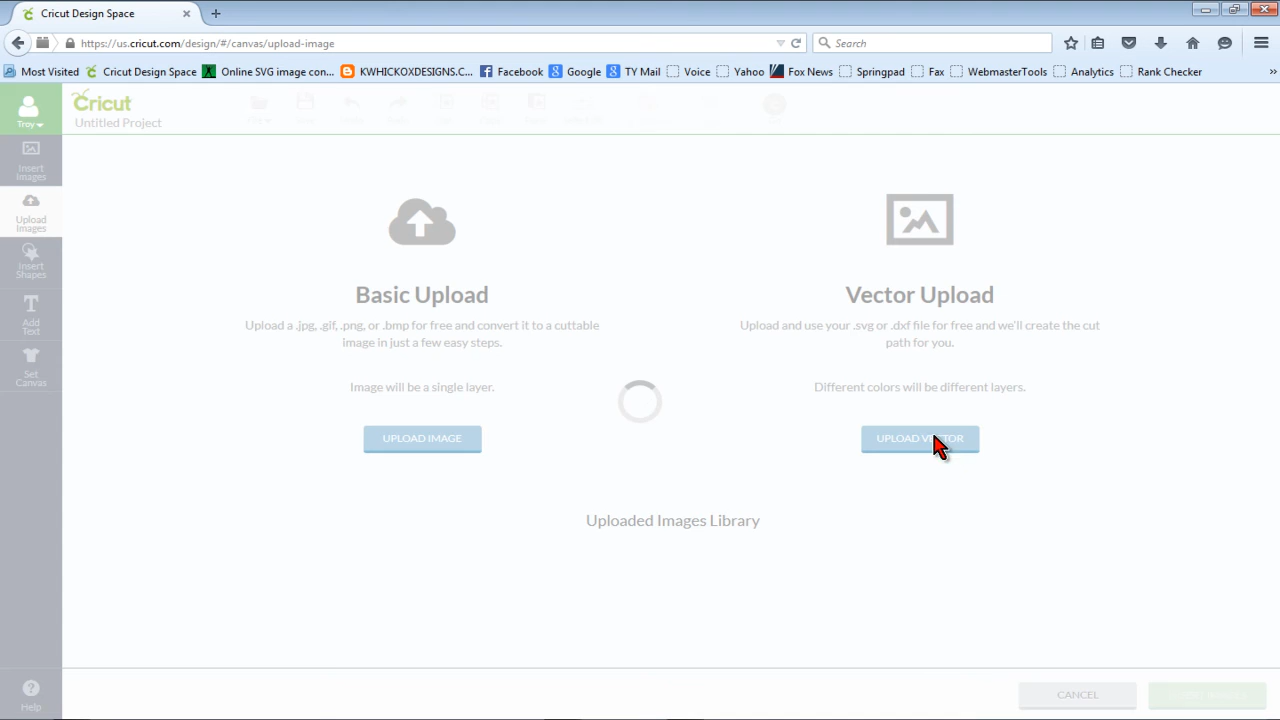 Cricut Design Space
https://us.cricut.com/design/#/canvas/upload-image
Search
Most Visited Cricut Design Space Online SVG image con... KWHICKOXDESIGNS.C... Facebook Google TY Mail Voice Yahoo Fox News Springpad Fax WebmasterTools Analytics Rank Checker »
Troy
Cricut
Untitled Project
Insert
Images
Upload
Images
Insert
Shapes
Add
Text
Set
Canvas
Basic Upload
Upload a .jpg, .gif, .png, or .bmp for free and convert it to a cuttable
image in just a few easy steps.
Image will be a single layer.
UPLOAD IMAGE
Vector Upload
Upload and use your .svg or .dxf file for free and we'll create the cut
path for you.
Different colors will be different layers.
UPLOAD VECTOR
Uploaded Images Library
Help
CANCEL